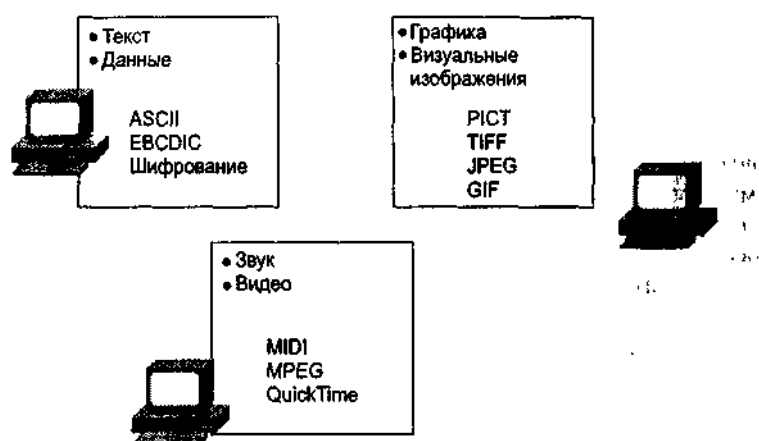 • Текст
• Данные
ASCII
EBCDIC
Шифрование
• Графика
• Визуальные
изображения
PICT
TIFF
JPEG
GIF
• Звук
• Видео
MIDI
MPEG
QuickTime